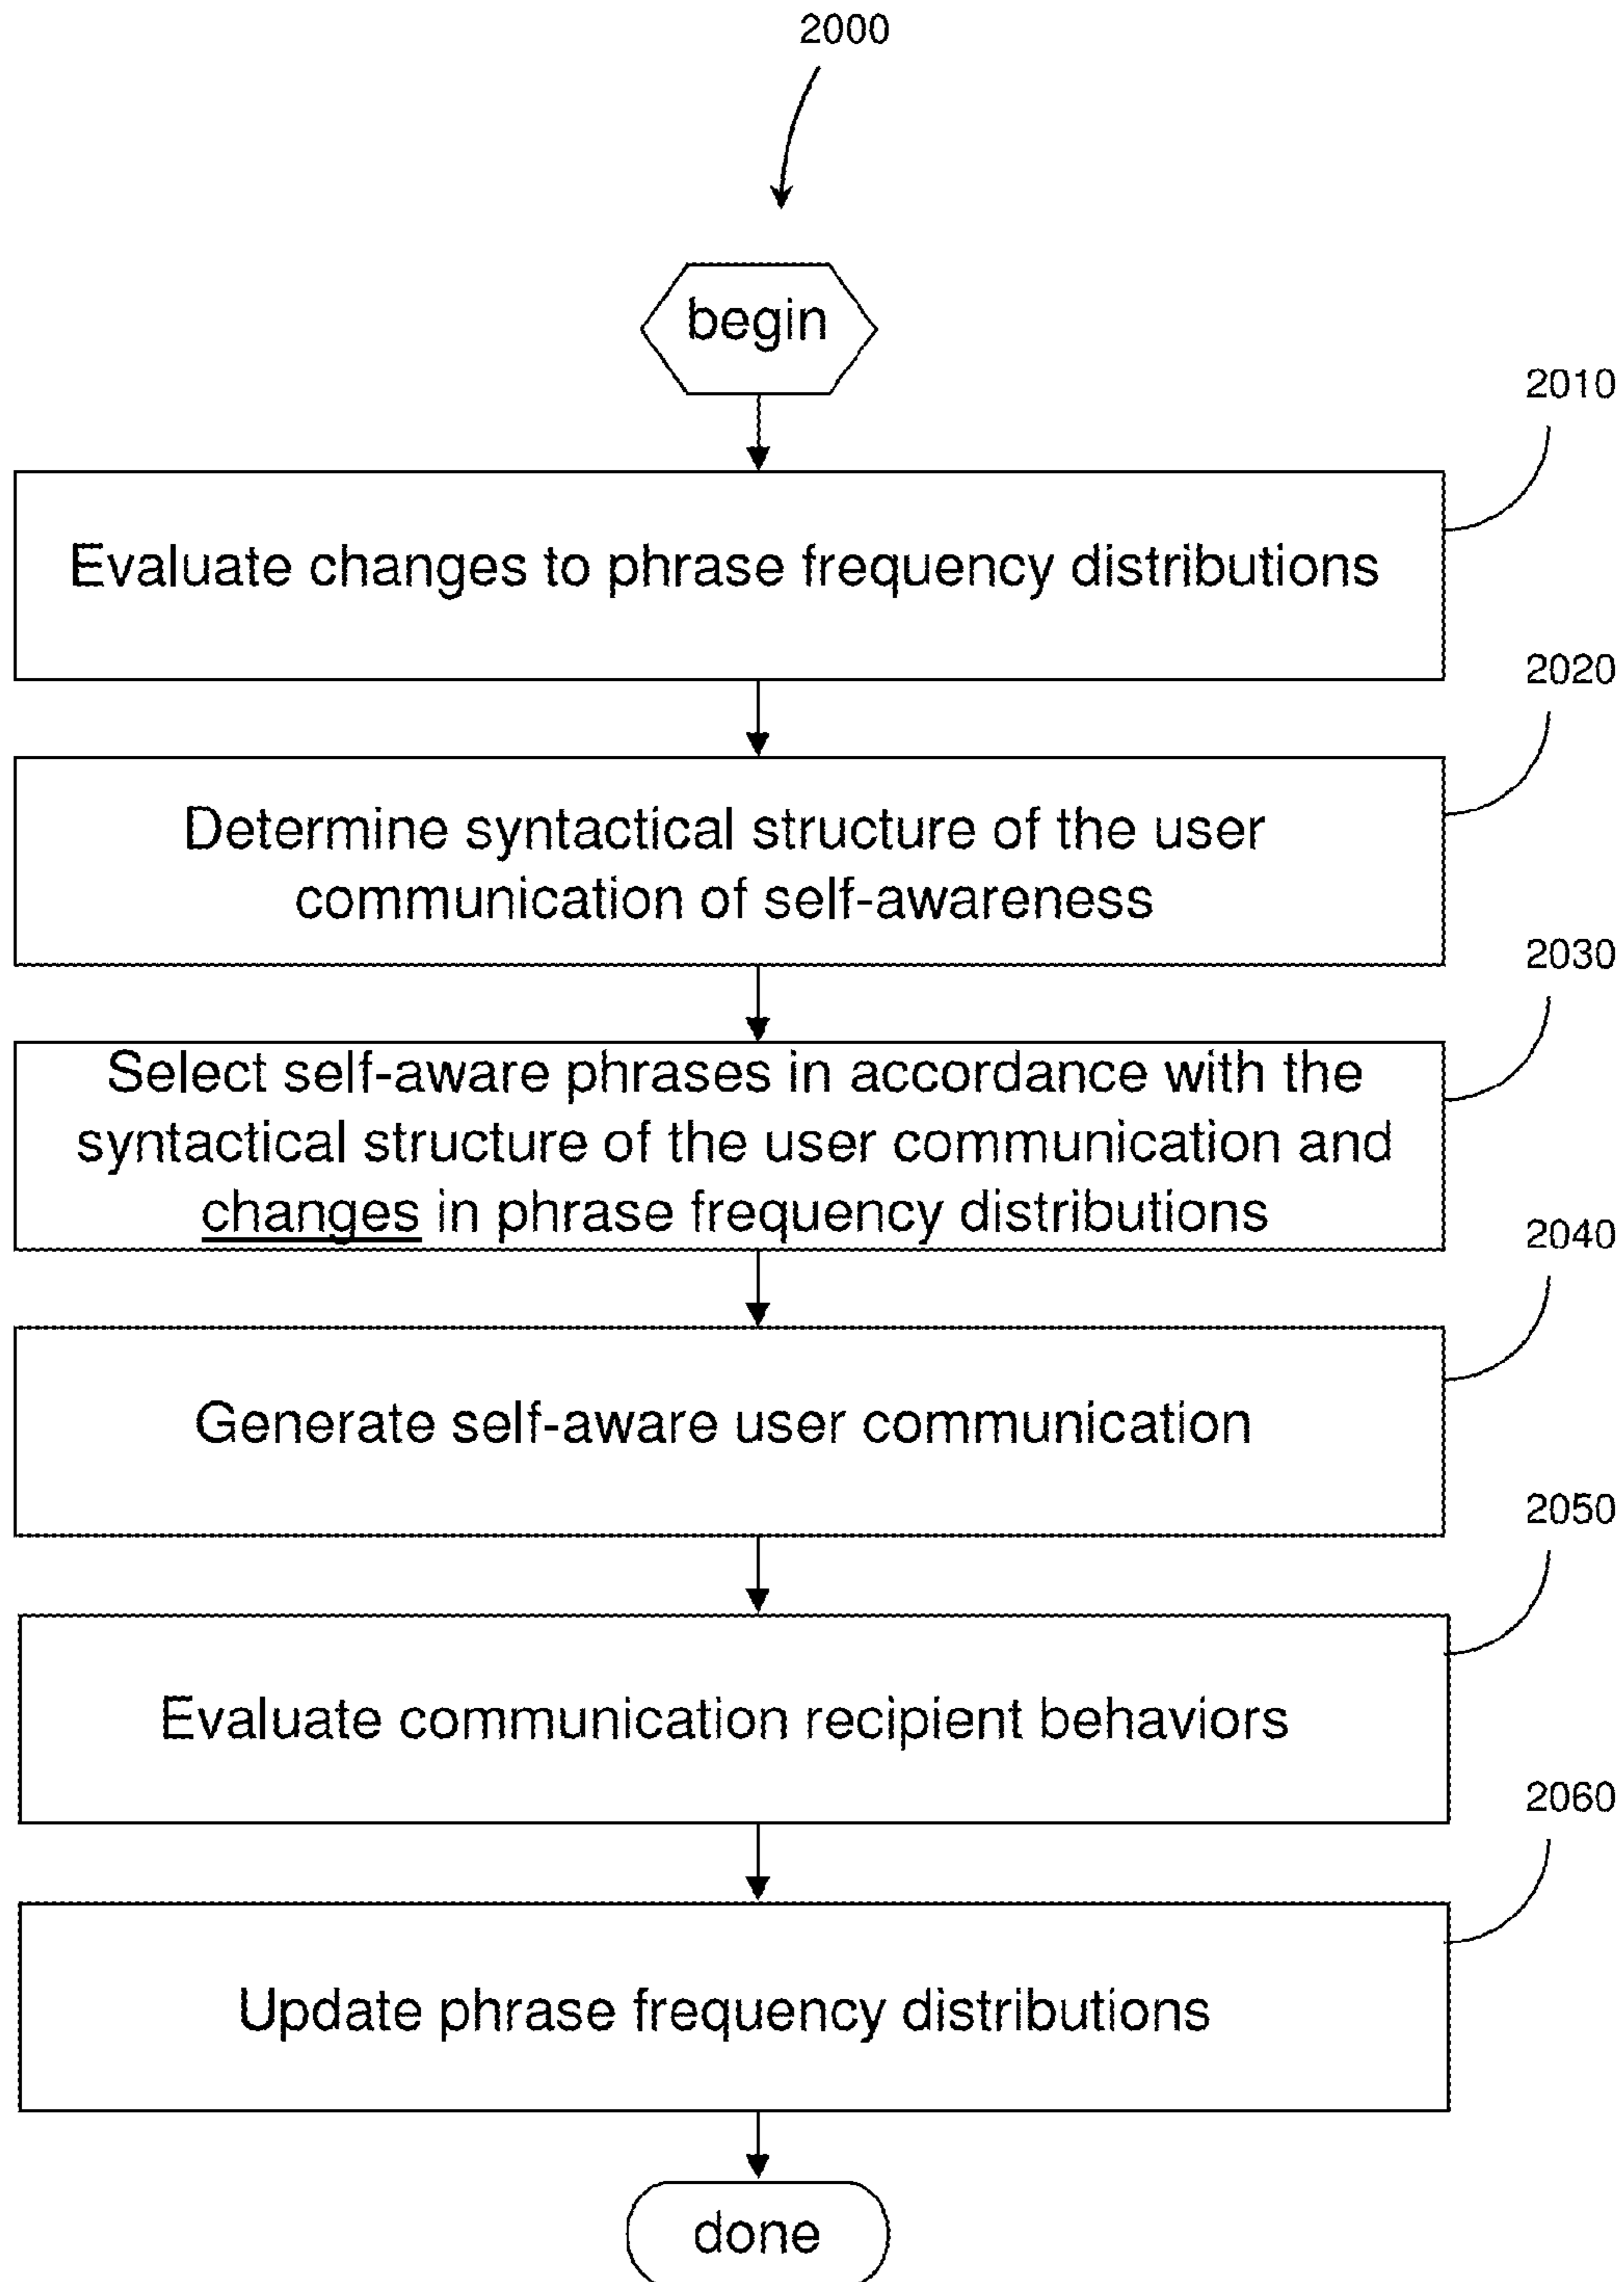 2000
begin
2010
Evaluate changes to phrase frequency distributions
2020
Determine syntactical structure of the user
communication of self-awareness
2030
Select self-aware phrases in accordance with the
syntactical structure of the user communication and
changes in phrase frequency distributions
2040
Generate self-aware user communication
2050
Evaluate communication recipient behaviors
2060
Update phrase frequency distributions
done